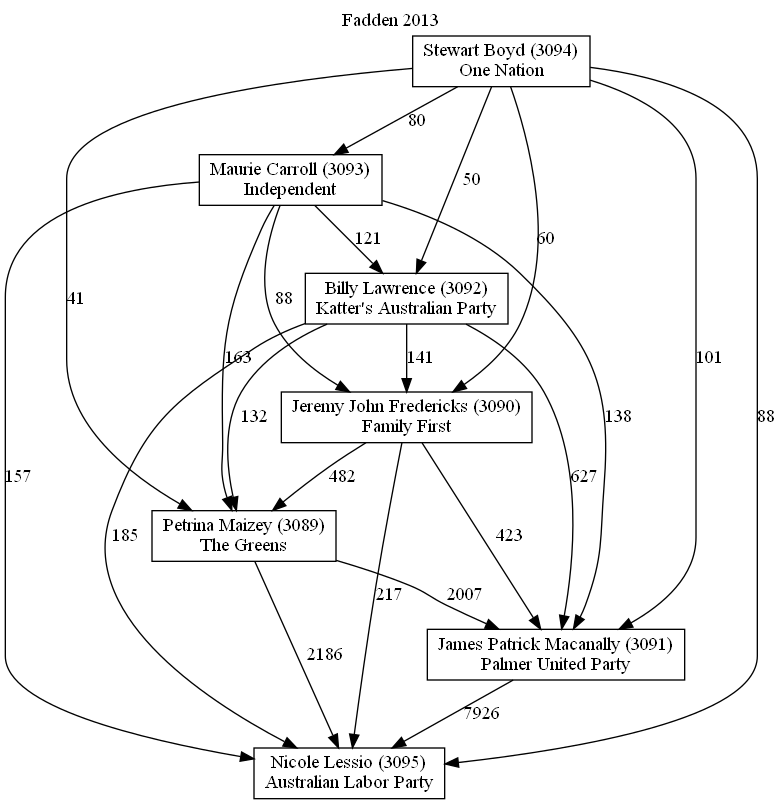 Fadden 2013
Stewart Boyd (3094)
One Nation
80
Maurie Carroll (3093)
Independent
50
121
60
Billy Lawrence (3092)
Katter's Australian Party
41
88
163
141
101
132
138
88
Jeremy John Fredericks (3090)
Family First
157
482
627
Petrina Maizey (3089)
The Greens
185
423
217
2007
2186
James Patrick Macanally (3091)
Palmer United Party
7926
Nicole Lessio (3095)
Australian Labor Party